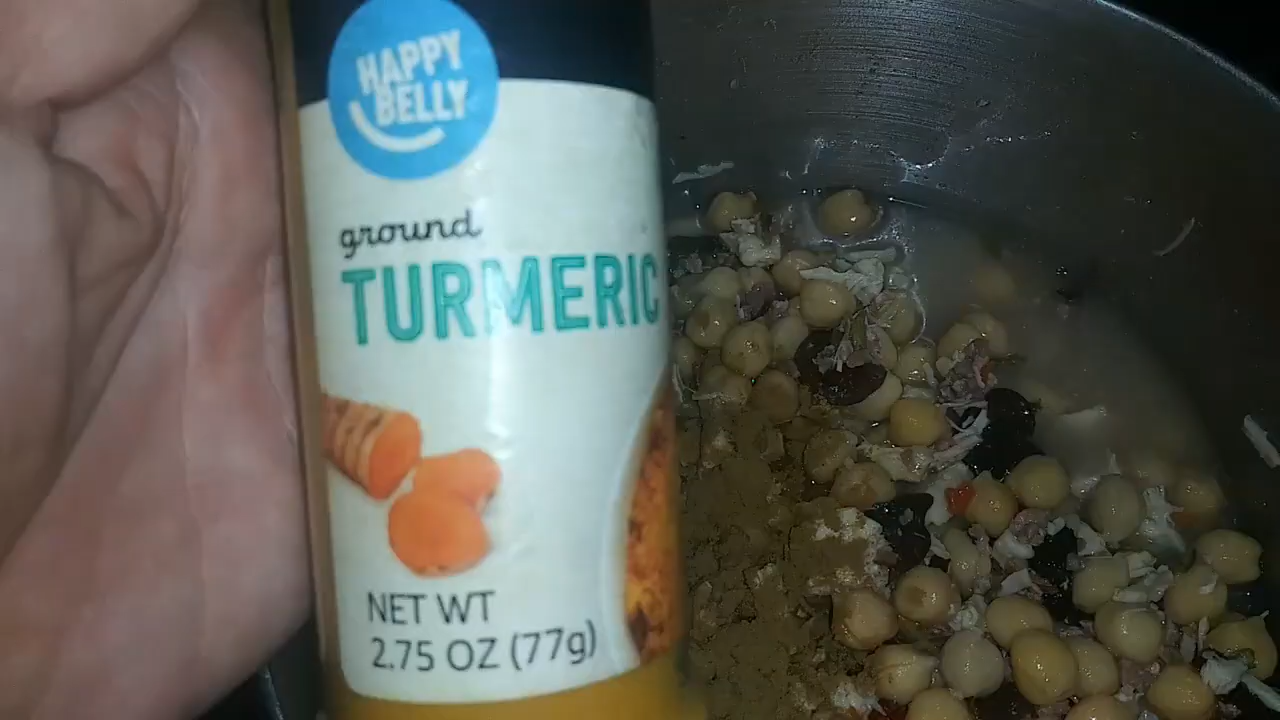 HAPPY
BELLY
ground
TURMERIC
NET WT
2.75 OZ (77g)